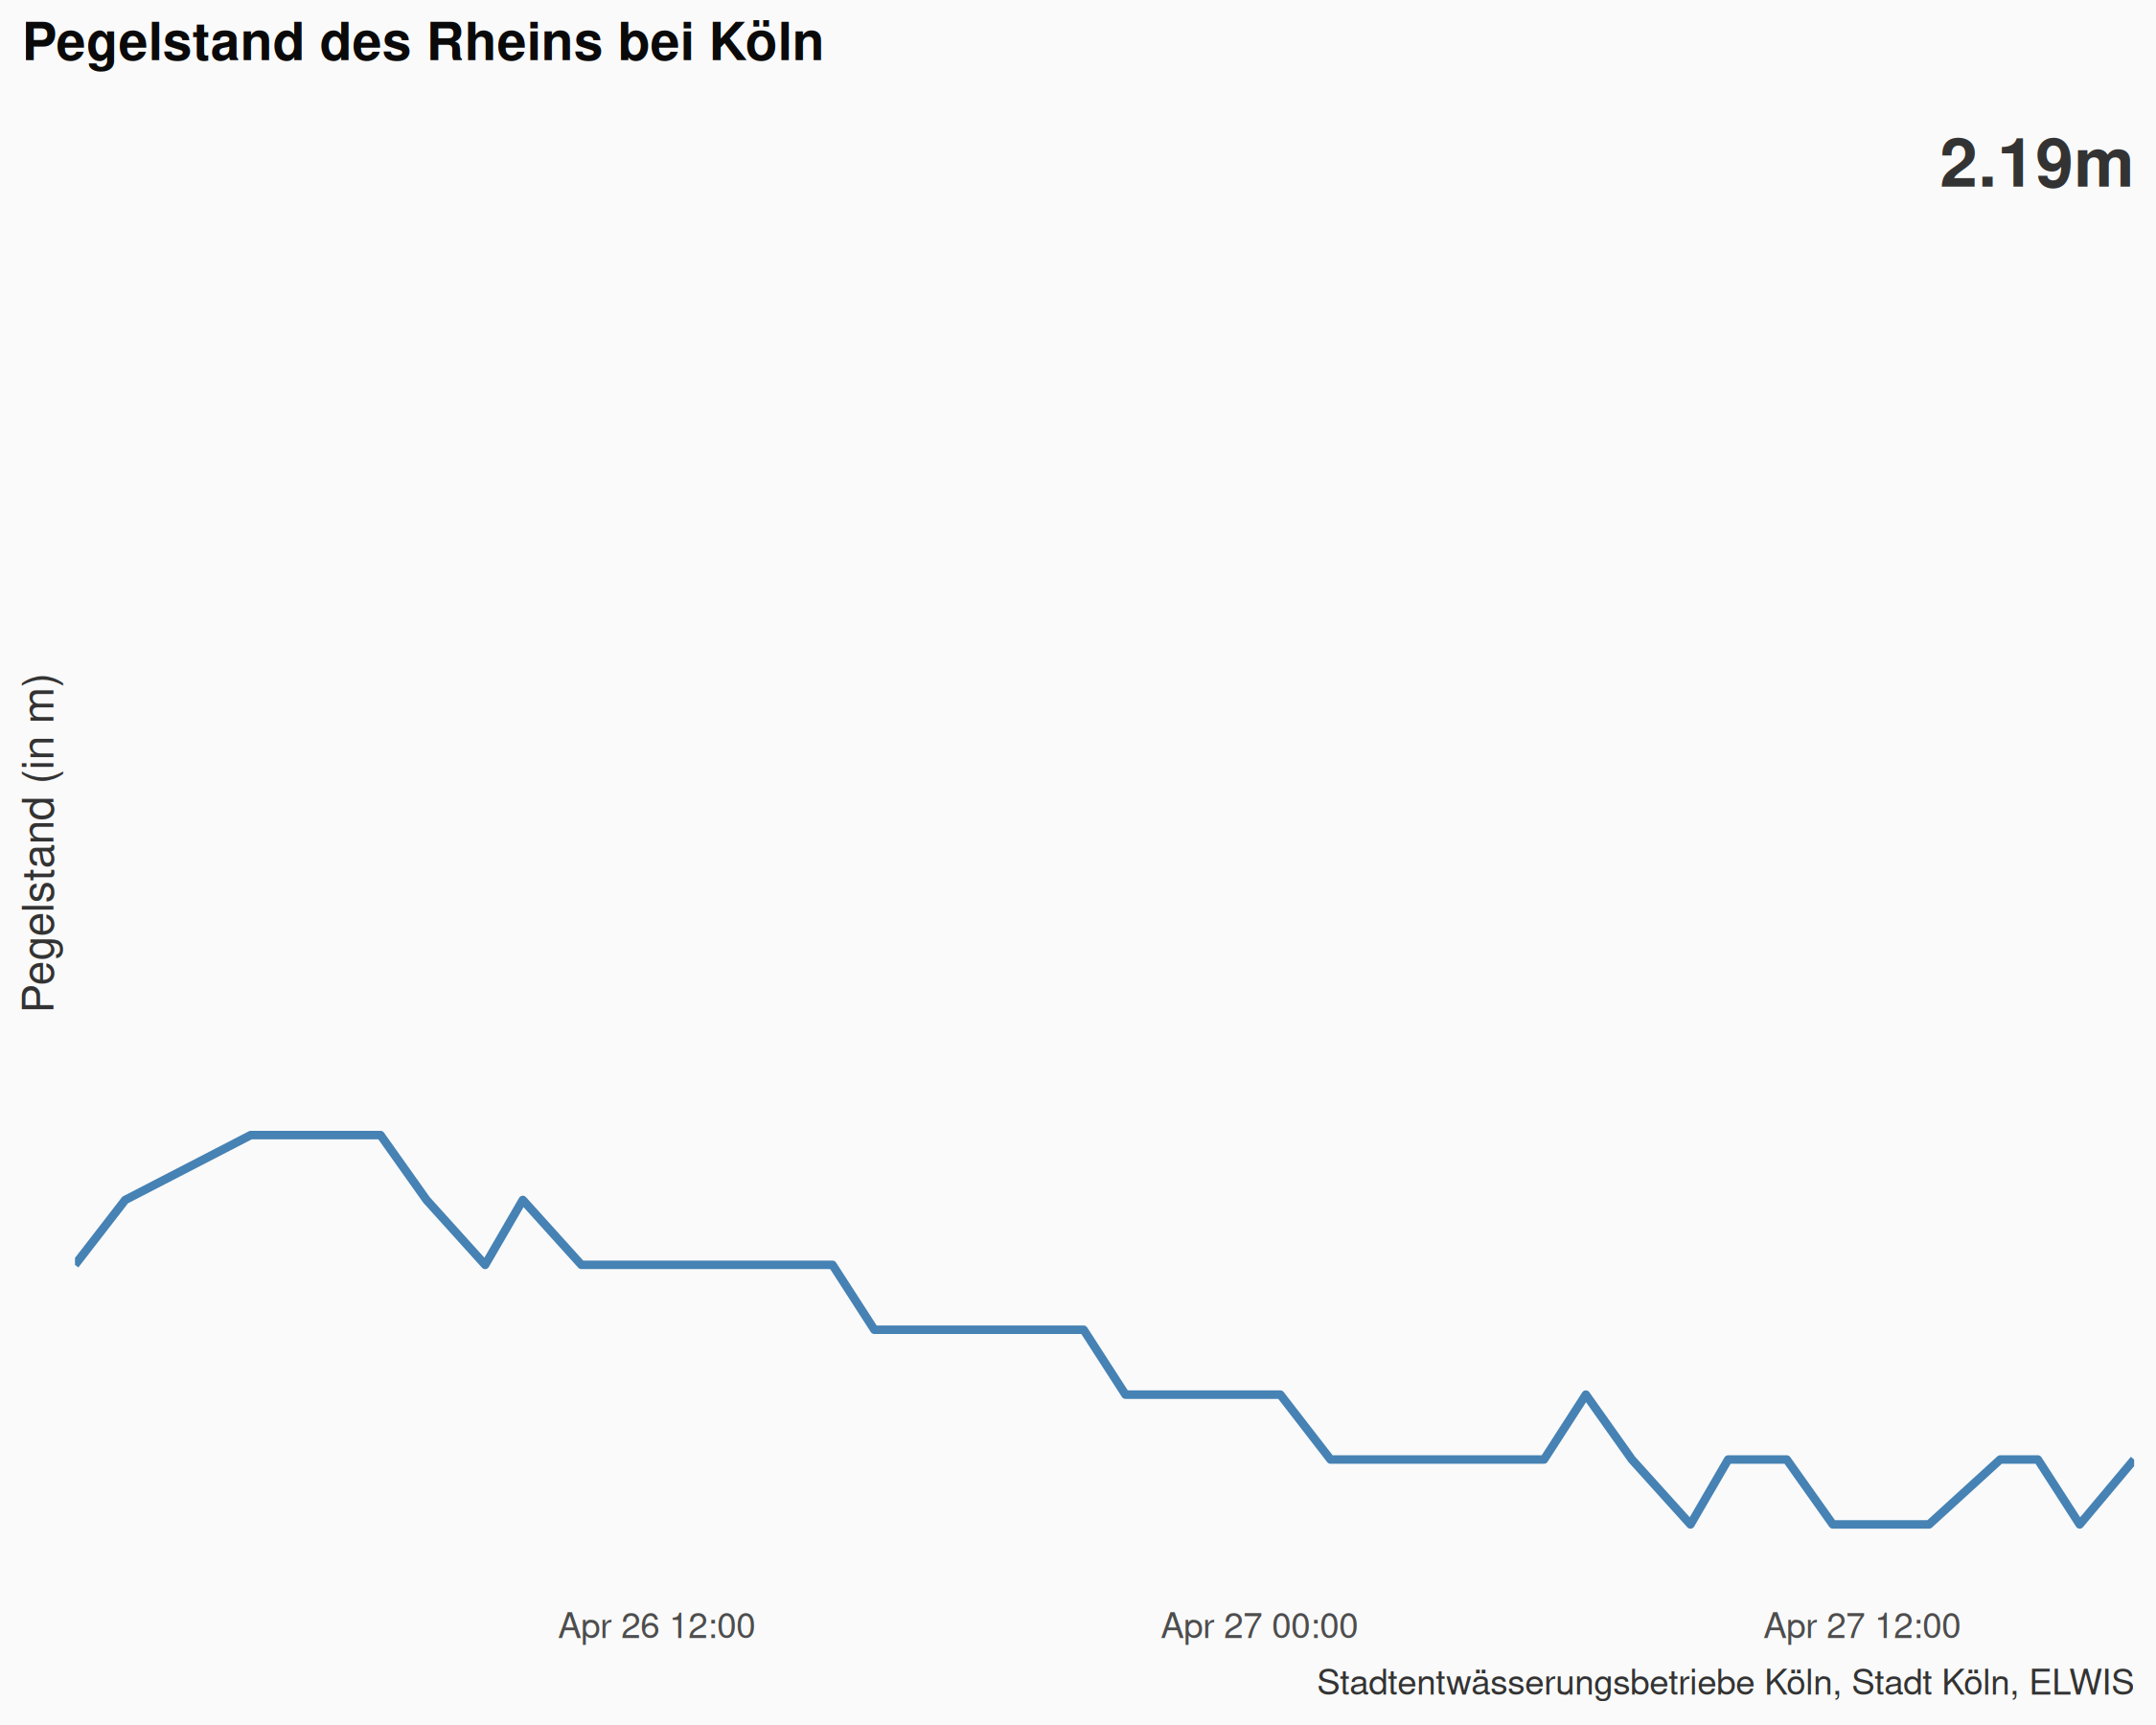 Pegelstand des Rheins bei Köln
2.19m
Pegelstand (in m)
Apr 26 12:00
Apr 27 00:00
Apr 27 12:00
Stadtentwässerungsbetriebe Köln, Stadt Köln, ELWIS